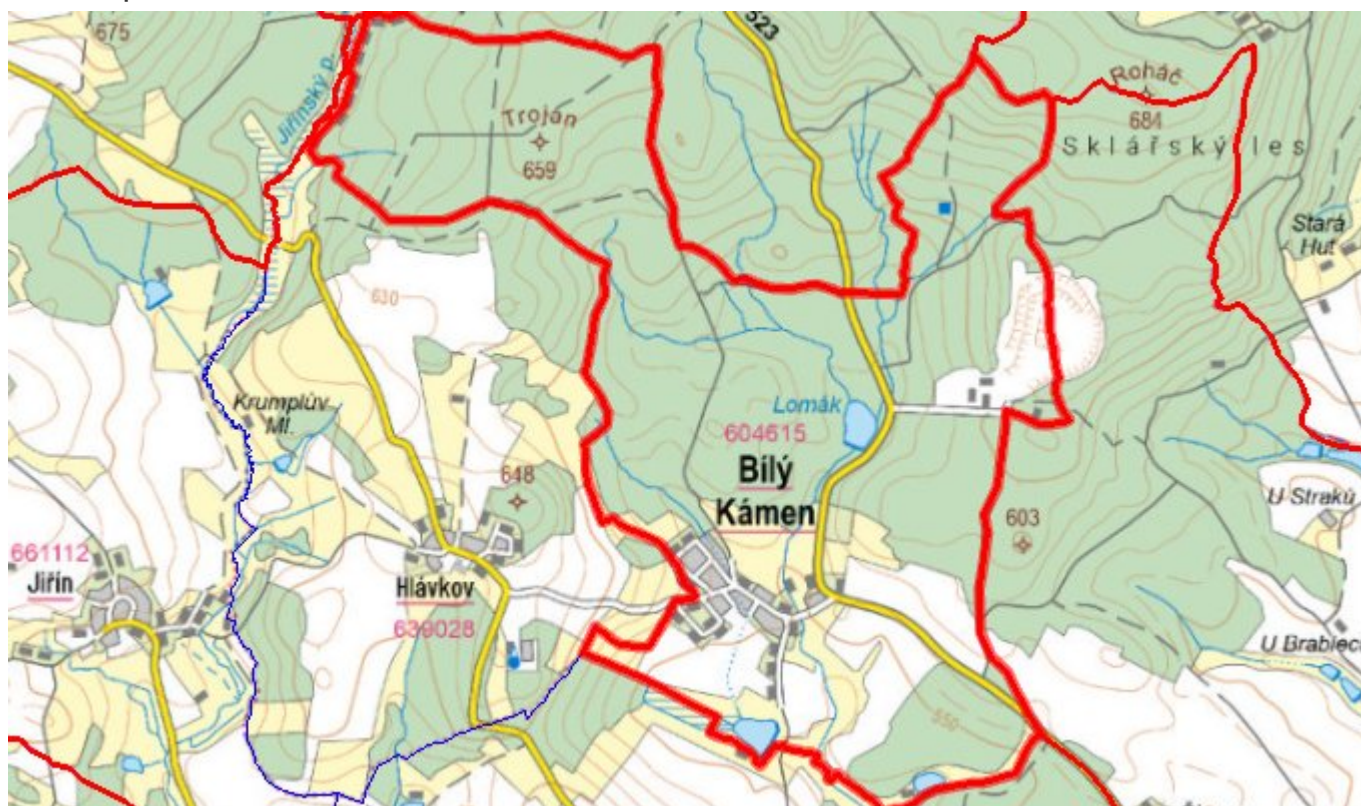 675
523
Jiřínský p.
Troján
659
Roháč
684
Sklářský les
Stará
Huť
630
Krumplův
Ml.
Lomák
604615
Bílý
Kámen
648
603
U Straků
661112
Jiřín
Hlávkov
639028
U Brablec
550